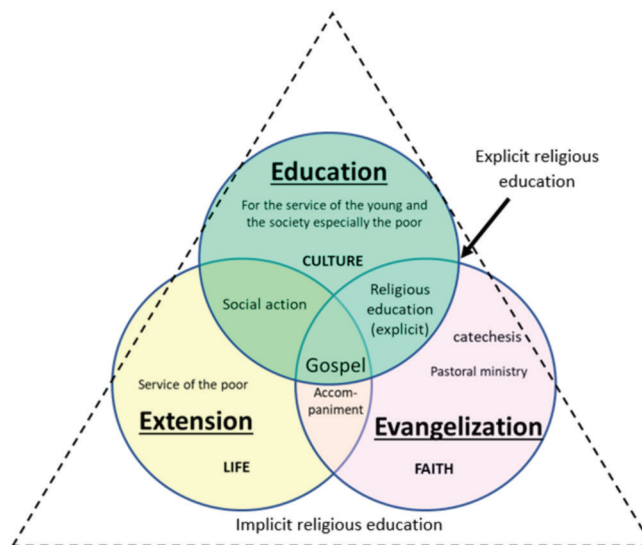 Education
For the service of the young and
the society especially the poor
CULTURE
Explicit religious
education
Social action
Religious
education
(explicit)
Gospel
Accom-
paniment
catechesis
Pastoral ministry
Service of the poor
Extension
LIFE
Evangelization
FAITH
Implicit religious education